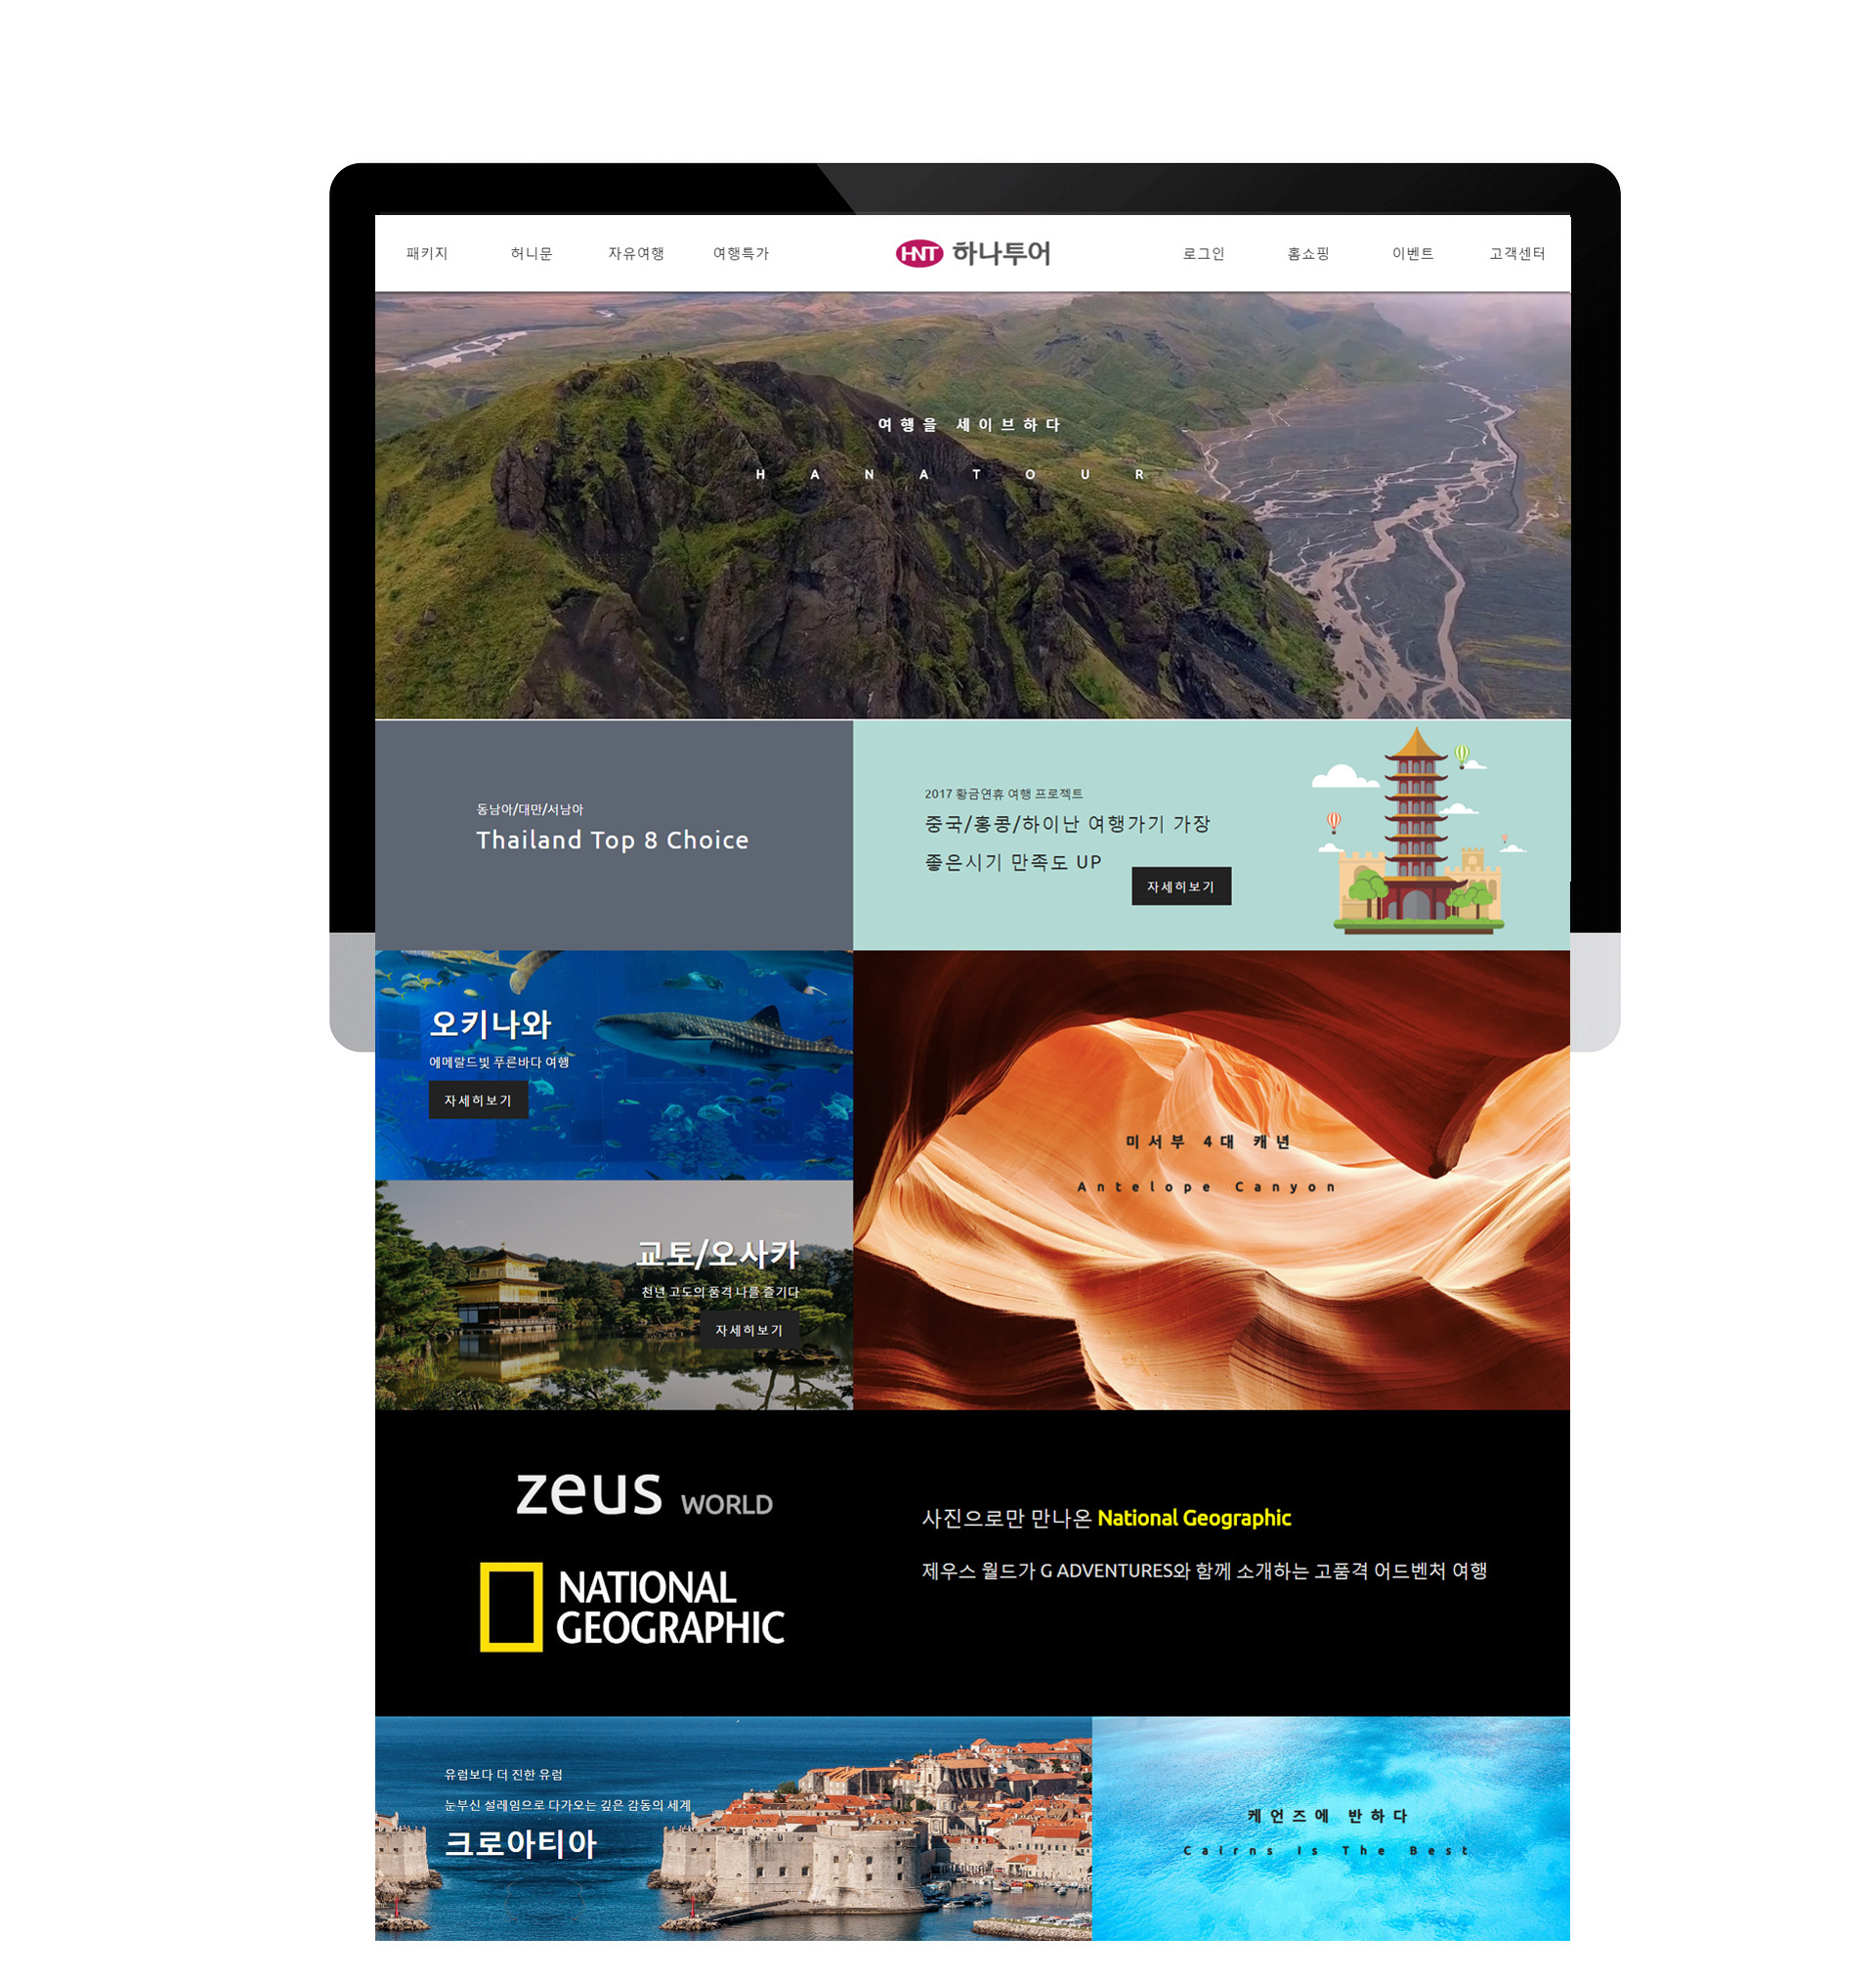 패키지 허니문 자유여행 여행특가 HNT 하나투어 로그인 홈쇼핑 이벤트 고객센터
여행을 세이브하다
HANATOUR
동남아/대만/서남아
Thailand Top 8 Choice
2017 황금연휴 여행 프로젝트
중국/홍콩/하이난 여행가기 가장
좋은시기 만족도 UP
자세히보기
오키나와
에메랄드빛 푸른바다 여행
자세히보기
미서부 4대 캐년
Antelope Canyon
교토/오사카
천년 고도의 품격 나를 즐기다
자세히보기
zeus WORLD
NATIONAL
GEOGRAPHIC
사진으로만 만나온 National Geographic
제우스 월드가 G ADVENTURES와 함께 소개하는 고품격 어드벤처 여행
유럽보다 더 진한 유럽
눈부신 설레임으로 다가오는 깊은 감동의 세계
크로아티아
케언즈에 반하다
Cairns Is The Best